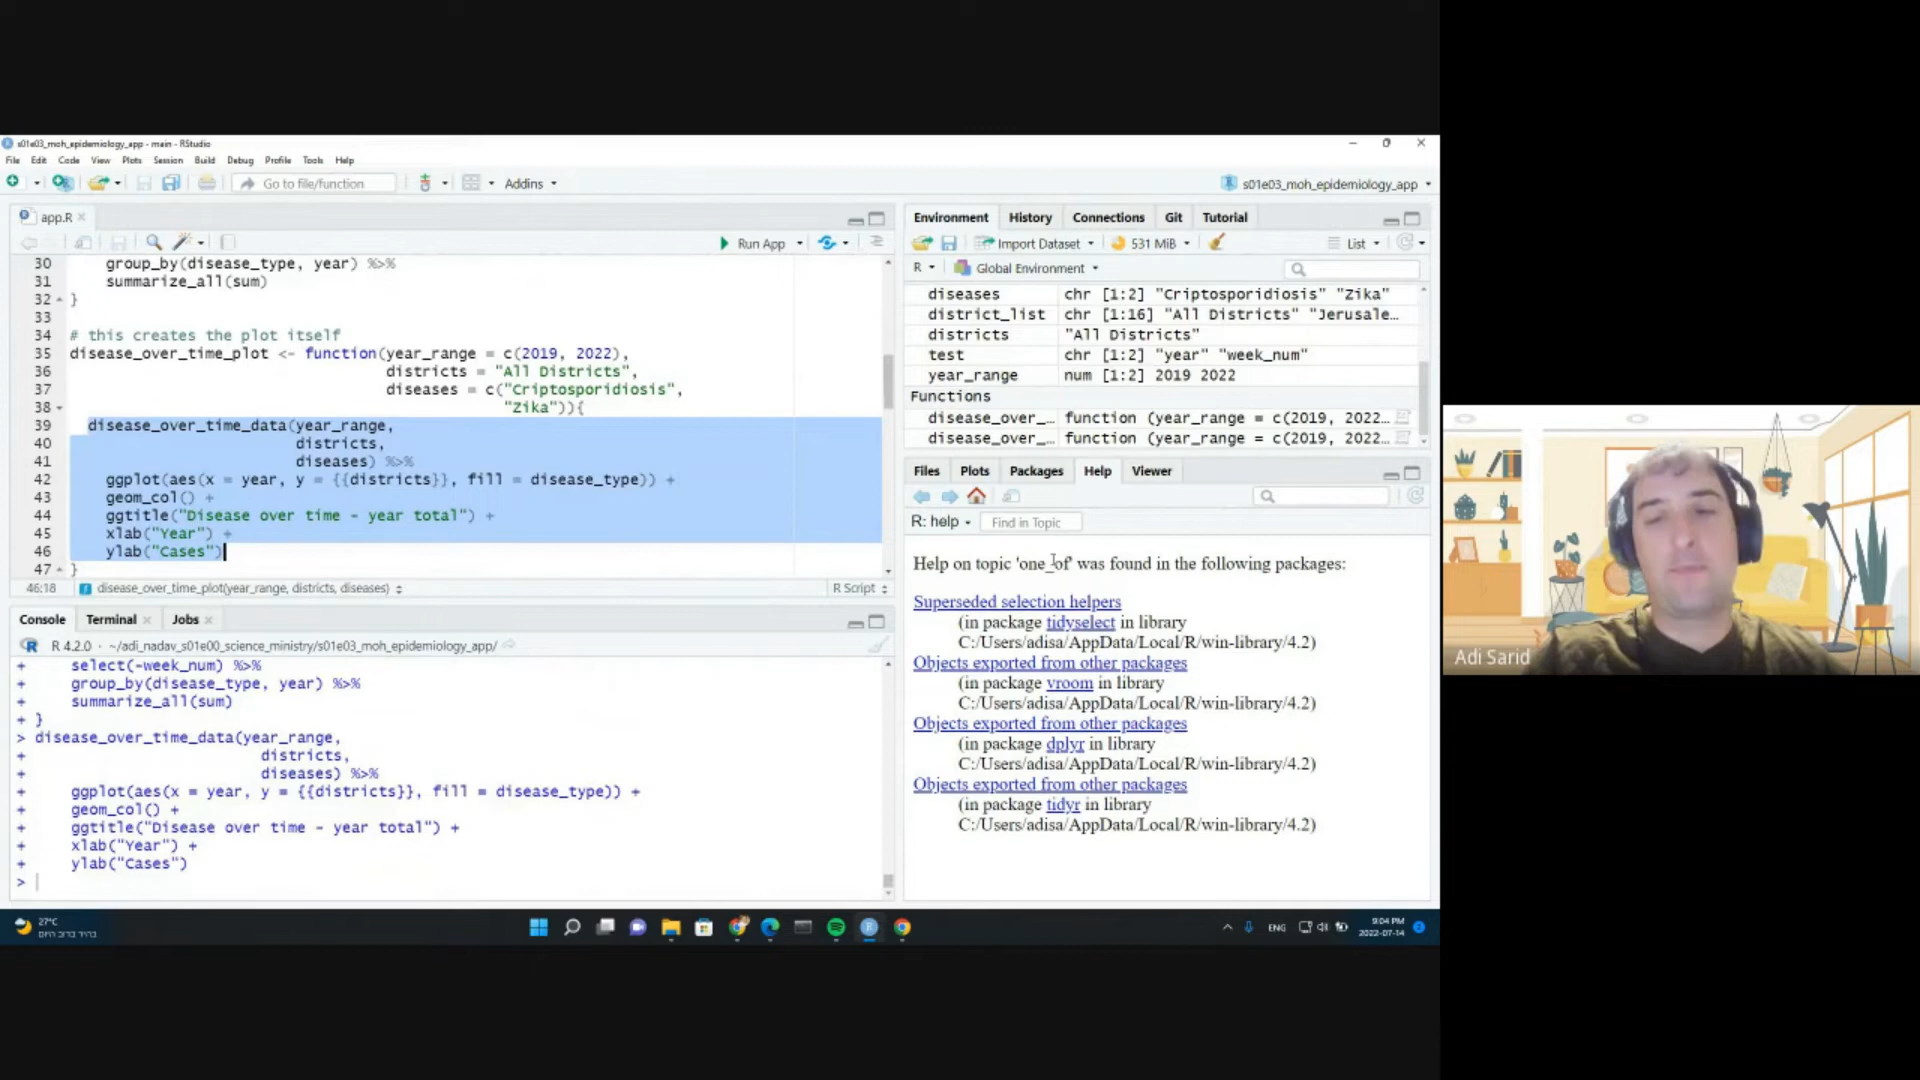 s01e03_moh_epidemiology_app - main - RStudio
File Edit Code View Plots Session Build Debug Profile Tools Help
Go to file/function
Addins
s01e03_moh_epidemiology_app
app.R
Run App
30 group_by(disease_type, year) %>%
31 summarize_all(sum)
32 }
33
34 # this creates the plot itself
35 disease_over_time_plot <- function(year_range = c(2019, 2022),
36 districts = "All Districts",
37 diseases = c("Criptosporidiosis",
38 "Zika")){
39 disease_over_time_data(year_range,
40 districts,
41 diseases) %>%
42 ggplot(aes(x = year, y = {{districts}}, fill = disease_type)) +
43 geom_col() +
44 ggtitle("Disease over time - year total") +
45 xlab("Year") +
46 ylab("Cases")
47 }
46:18 disease_over_time_plot(year_range, districts, diseases) R Script
Console Terminal Jobs
R 4.2.0 · ~/adi_nadav_s01e00_science_ministry/s01e03_moh_epidemiology_app/
+ select(-week_num) %>%
+ group_by(disease_type, year) %>%
+ summarize_all(sum)
+ }
> disease_over_time_data(year_range,
+ districts,
+ diseases) %>%
+ ggplot(aes(x = year, y = {{districts}}, fill = disease_type)) +
+ geom_col() +
+ ggtitle("Disease over time - year total") +
+ xlab("Year") +
+ ylab("Cases")
>
Environment History Connections Git Tutorial
Import Dataset 531 MiB List
R Global Environment
diseases chr [1:2] "Criptosporidiosis" "Zika"
district_list chr [1:16] "All Districts" "Jerusale…
districts "All Districts"
test chr [1:2] "year" "week_num"
year_range num [1:2] 2019 2022
Functions
disease_over_… function (year_range = c(2019, 2022…
disease_over_… function (year_range = c(2019, 2022…
Files Plots Packages Help Viewer
R: help Find in Topic
Help on topic 'one_of' was found in the following packages:
Superseded selection helpers
(in package tidyselect in library
C:/Users/adisa/AppData/Local/R/win-library/4.2)
Objects exported from other packages
(in package vroom in library
C:/Users/adisa/AppData/Local/R/win-library/4.2)
Objects exported from other packages
(in package dplyr in library
C:/Users/adisa/AppData/Local/R/win-library/4.2)
Objects exported from other packages
(in package tidyr in library
C:/Users/adisa/AppData/Local/R/win-library/4.2)
Adi Sarid
27°C
ENG
9:04 PM
2022-07-14